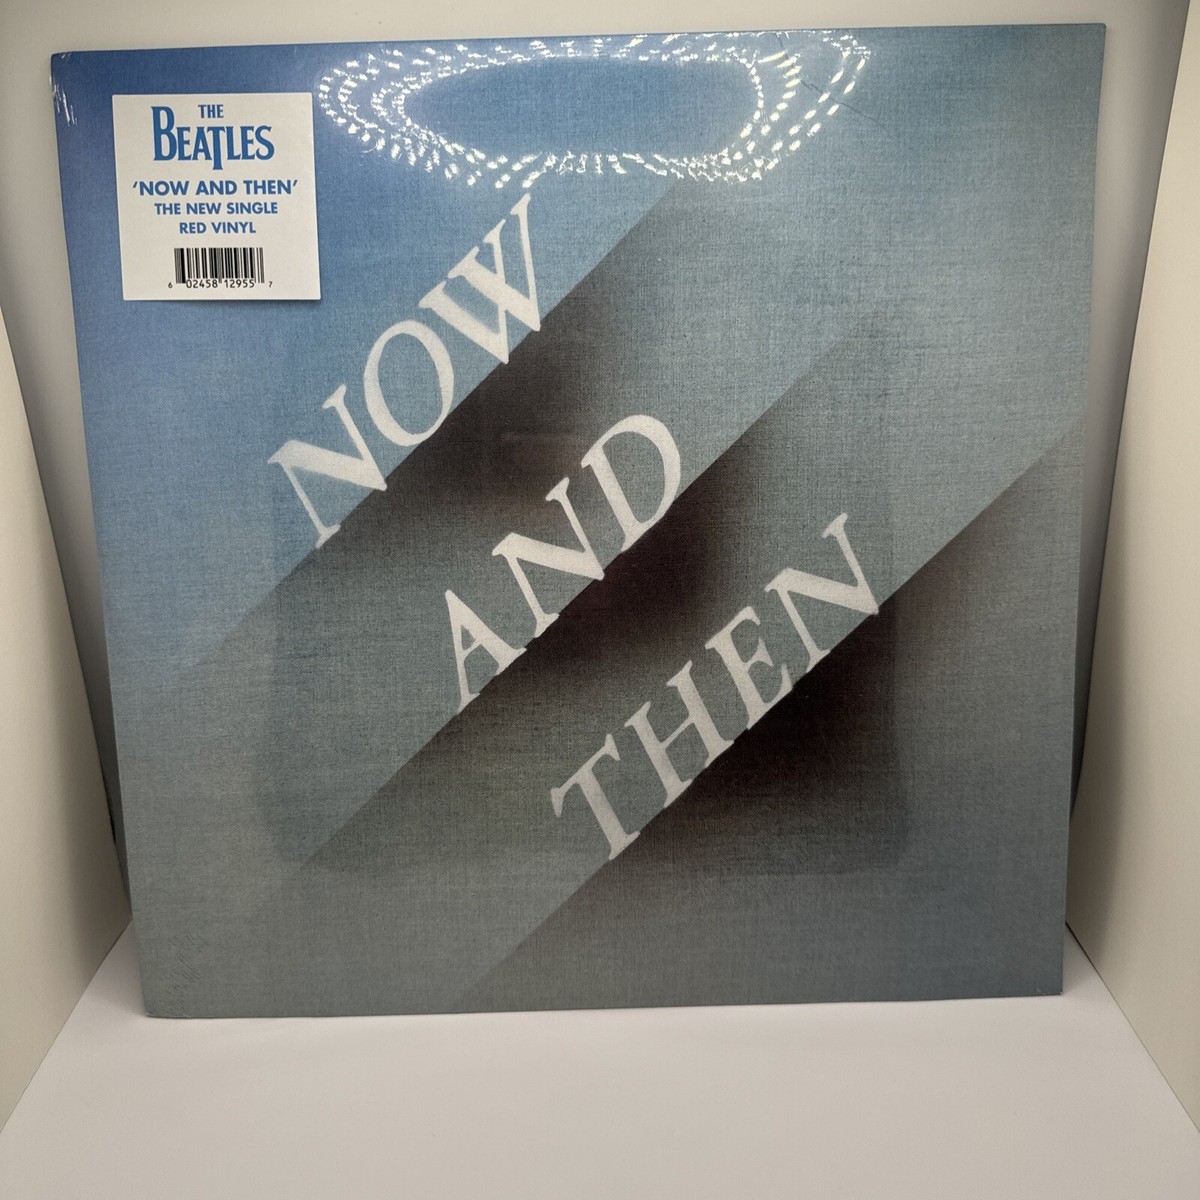 THE
BEATLES
‘NOW AND THEN’
THE NEW SINGLE
RED VINYL
6 02458 12955 7
NOW
AND
THEN